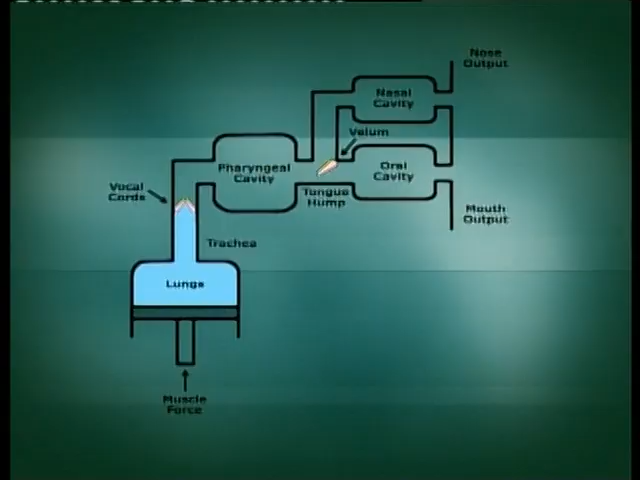 Nose
Output
Nasal
Cavity
Velum
Pharyngeal
Cavity
Oral
Cavity
Vocal
Cords
Tongue
Hump
Mouth
Output
Trachea
Lungs
Muscle
Force